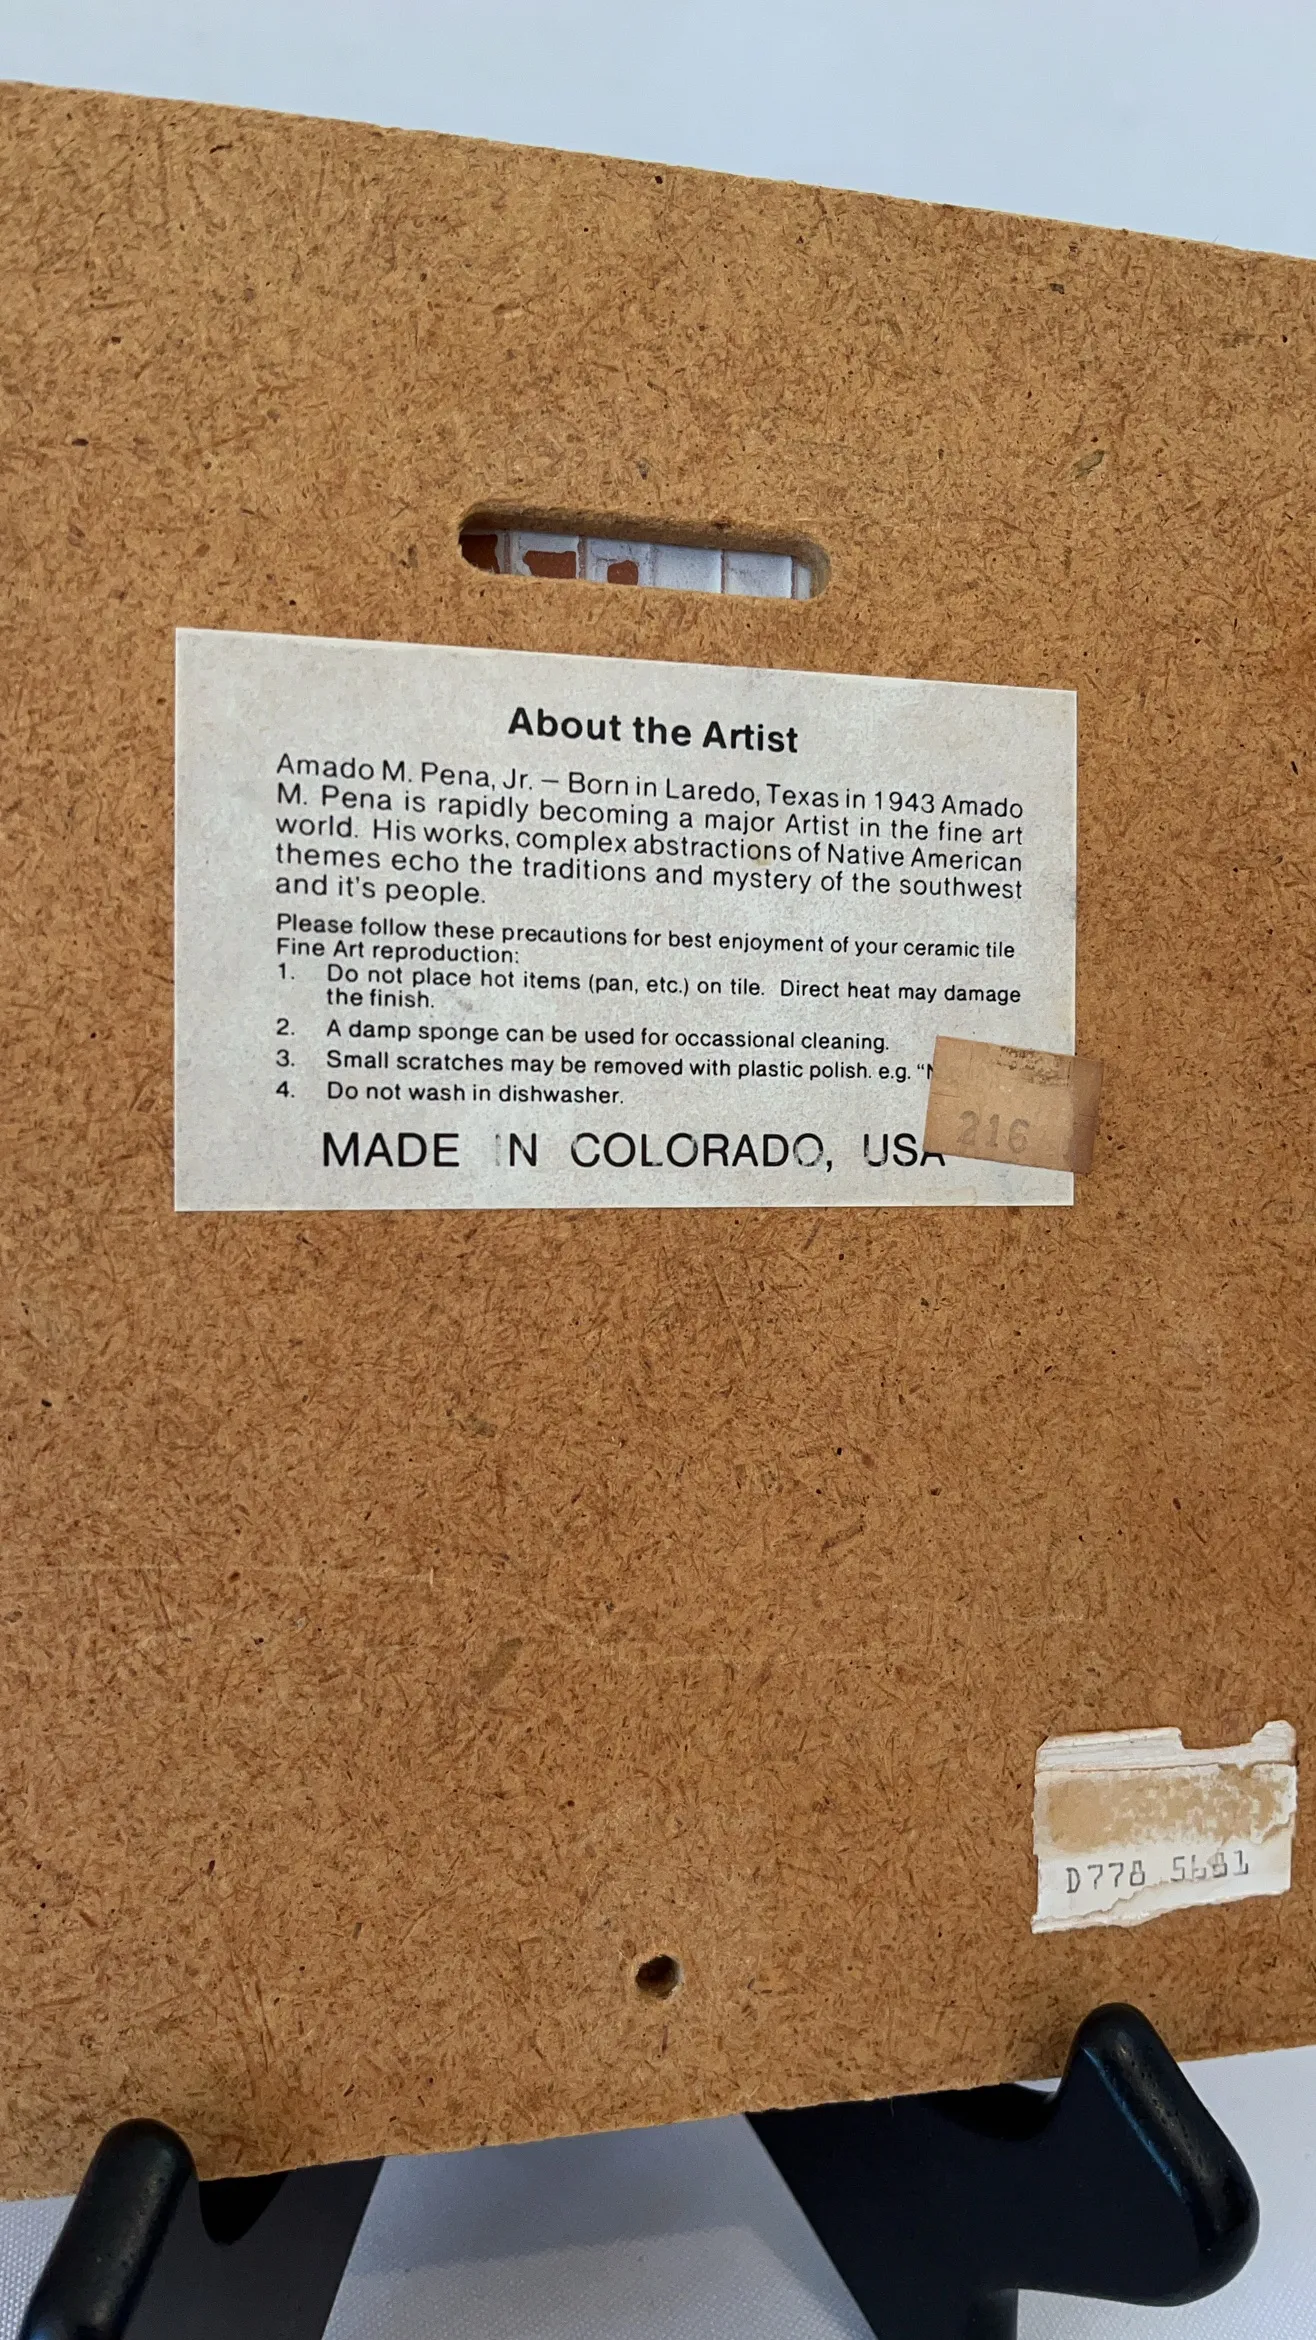 About the Artist
Amado M. Pena, Jr. — Born in Laredo, Texas in 1943 Amado
M. Pena is rapidly becoming a major Artist in the fine art
world. His works, complex abstractions of Native American
themes echo the traditions and mystery of the southwest
and it's people.
Please follow these precautions for best enjoyment of your ceramic tile
Fine Art reproduction:
1. Do not place hot items (pan, etc.) on tile. Direct heat may damage
the finish.
2. A damp sponge can be used for occassional cleaning.
3. Small scratches may be removed with plastic polish. e.g.
4. Do not wash in dishwasher.
216
MADE IN COLORADO, USA
D778